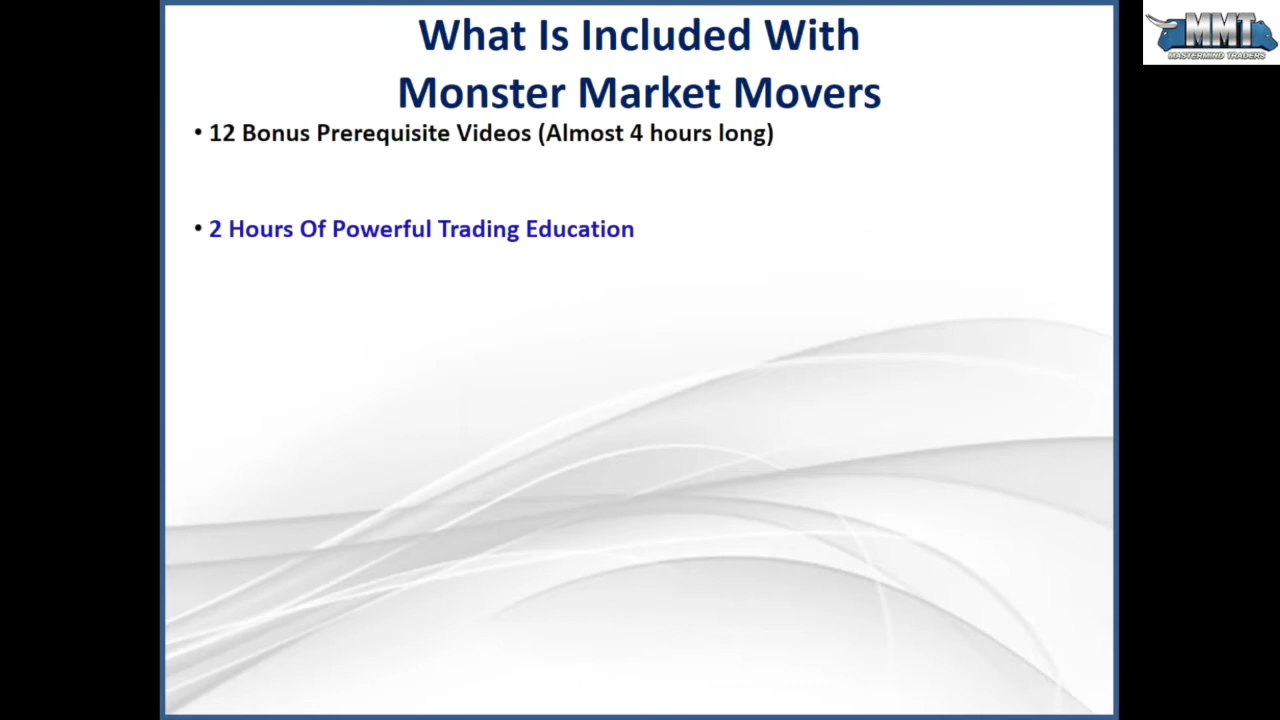 What Is Included With
Monster Market Movers
• 12 Bonus Prerequisite Videos (Almost 4 hours long)
• 2 Hours Of Powerful Trading Education
MMT
MASTERMIND TRADERS